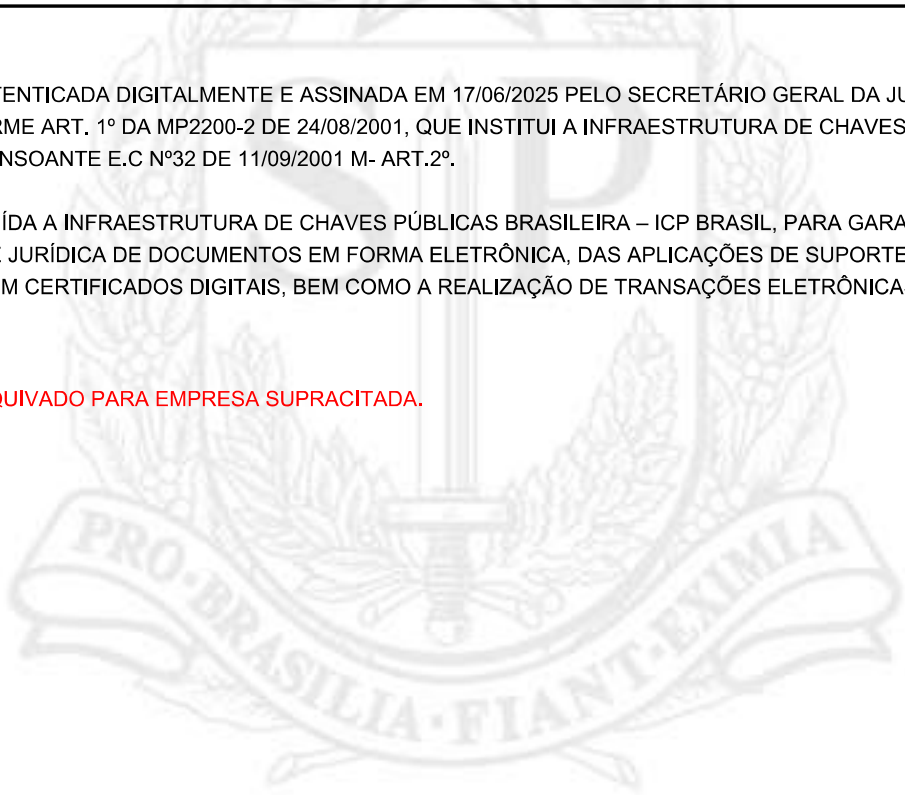 TENTICADA DIGITALMENTE E ASSINADA EM 17/06/2025 PELO SECRETÁRIO GERAL DA JU
RME ART. 1º DA MP2200-2 DE 24/08/2001, QUE INSTITUI A INFRAESTRUTURA DE CHAVES
NSOANTE E.C Nº32 DE 11/09/2001 M- ART.2º.
ÍDA A INFRAESTRUTURA DE CHAVES PÚBLICAS BRASILEIRA – ICP BRASIL, PARA GARA
E JURÍDICA DE DOCUMENTOS EM FORMA ELETRÔNICA, DAS APLICAÇÕES DE SUPORTE
M CERTIFICADOS DIGITAIS, BEM COMO A REALIZAÇÃO DE TRANSAÇÕES ELETRÔNICAS
QUIVADO PARA EMPRESA SUPRACITADA.
SP
PRO·BRASILIA·FIANT·EXIMIA